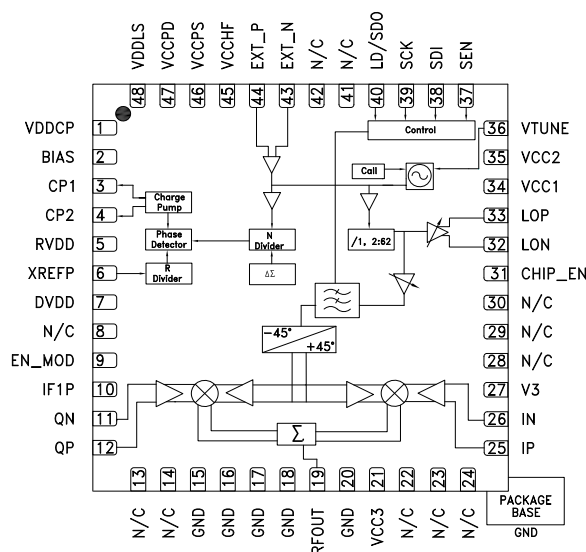 VDDLS
VCCPD
VCCPS
VCCHF
EXT_P
EXT_N
N/C
N/C
LD/SDO
SCK
SDI
SEN
48
47
46
45
44
43
42
41
40
39
38
37
VDDCP 1
BIAS 2
CP1 3
CP2 4
RVDD 5
XREFP 6
DVDD 7
N/C 8
EN_MOD 9
IF1P 10
QN 11
QP 12
36 VTUNE
35 VCC2
34 VCC1
33 LOP
32 LON
31 CHIP_EN
30 N/C
29 N/C
28 N/C
27 V3
26 IN
25 IP
Control
Call
Charge
Pump
Phase
Detector
R
Divider
N
Divider
ΔΣ
/1, 2:62
−45°
+45°
Σ
13
14
15
16
17
18
19
20
21
22
23
24
N/C
N/C
GND
GND
GND
GND
RFOUT
GND
VCC3
N/C
N/C
N/C
PACKAGE
BASE
GND